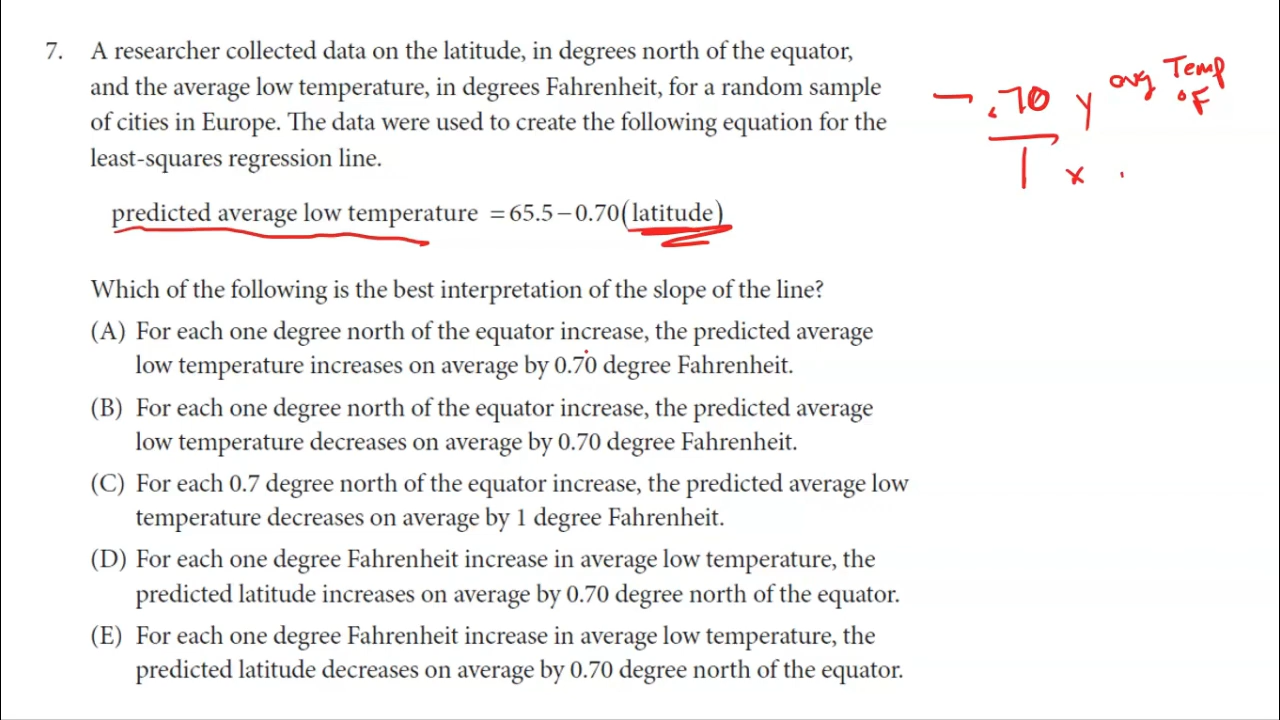 7. A researcher collected data on the latitude, in degrees north of the equator,
and the average low temperature, in degrees Fahrenheit, for a random sample
of cities in Europe. The data were used to create the following equation for the
least-squares regression line.
predicted average low temperature = 65.5 – 0.70(latitude)
Which of the following is the best interpretation of the slope of the line?
(A) For each one degree north of the equator increase, the predicted average
low temperature increases on average by 0.70 degree Fahrenheit.
(B) For each one degree north of the equator increase, the predicted average
low temperature decreases on average by 0.70 degree Fahrenheit.
(C) For each 0.7 degree north of the equator increase, the predicted average low
temperature decreases on average by 1 degree Fahrenheit.
(D) For each one degree Fahrenheit increase in average low temperature, the
predicted latitude increases on average by 0.70 degree north of the equator.
(E) For each one degree Fahrenheit increase in average low temperature, the
predicted latitude decreases on average by 0.70 degree north of the equator.
avg Temp
-.70 y °F
1 x